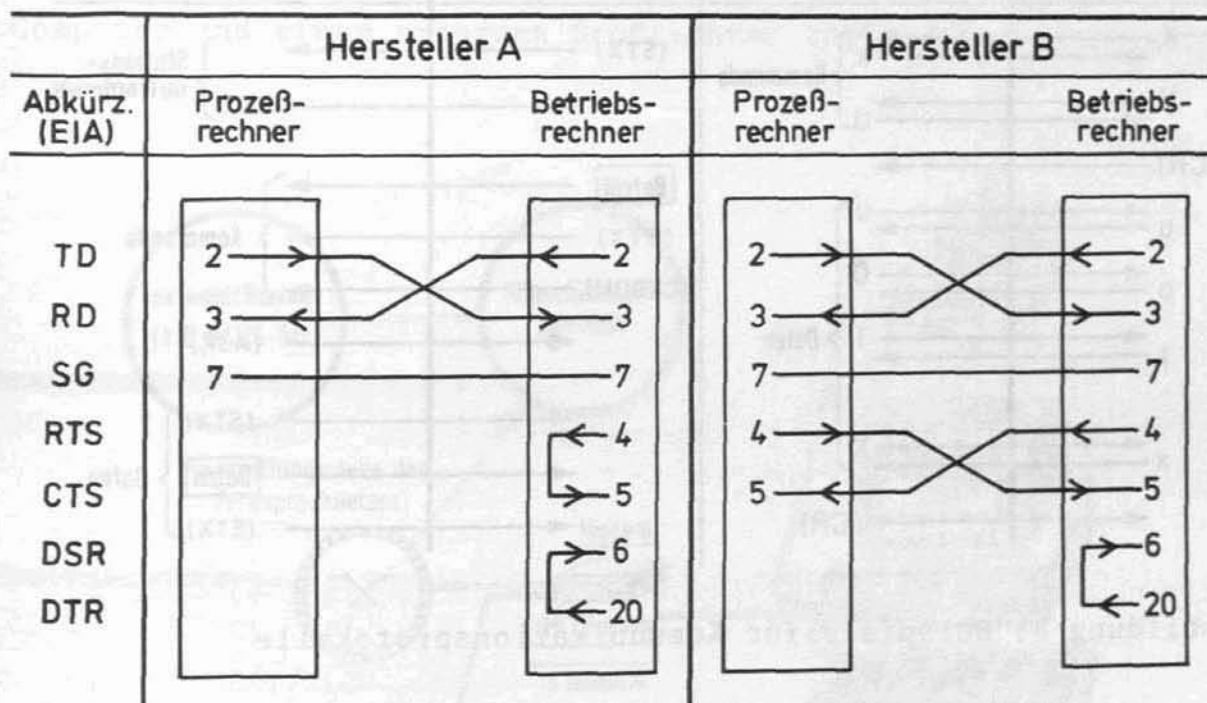 Hersteller A Hersteller B
Abkürz. Prozeß- Betriebs- Prozeß- Betriebs-
(EIA) rechner rechner rechner rechner
TD 2 2 2 2
RD 3 3 3 3
SG 7 7 7 7
RTS 4 4 4
CTS 5 5 5
DSR 6 6
DTR 20 20